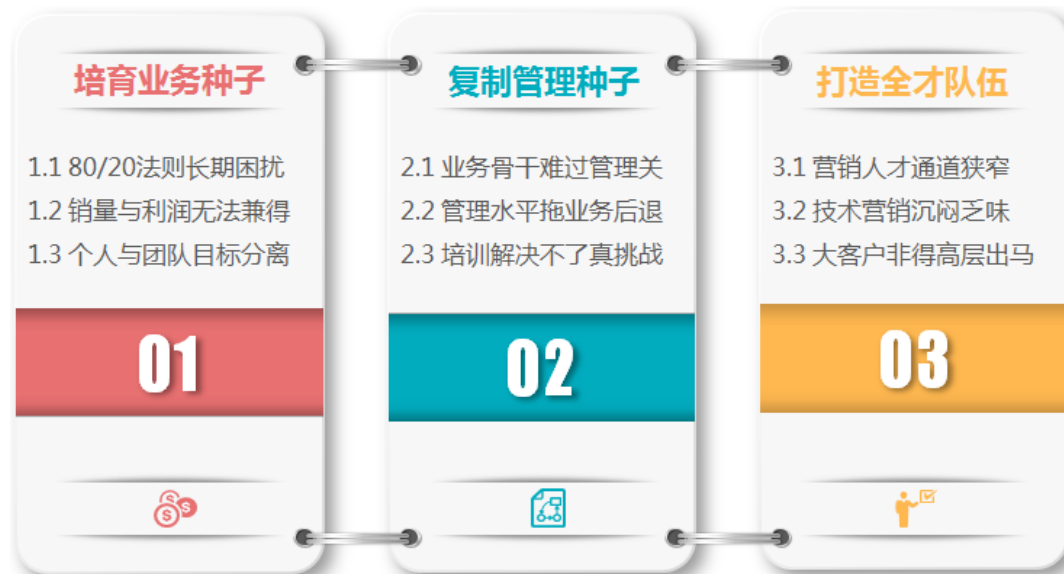 培育业务种子
1.1 80/20法则长期困扰
1.2 销量与利润无法兼得
1.3 个人与团队目标分离
01
复制管理种子
2.1 业务骨干难过管理关
2.2 管理水平拖业务后退
2.3 培训解决不了真挑战
02
打造全才队伍
3.1 营销人才通道狭窄
3.2 技术营销沉闷乏味
3.3 大客户非得高层出马
03